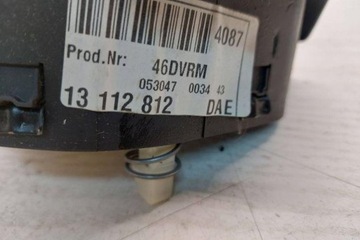 4087
Prod.Nr: 46DVRM
053047 0034 43
13 112 812 DAE